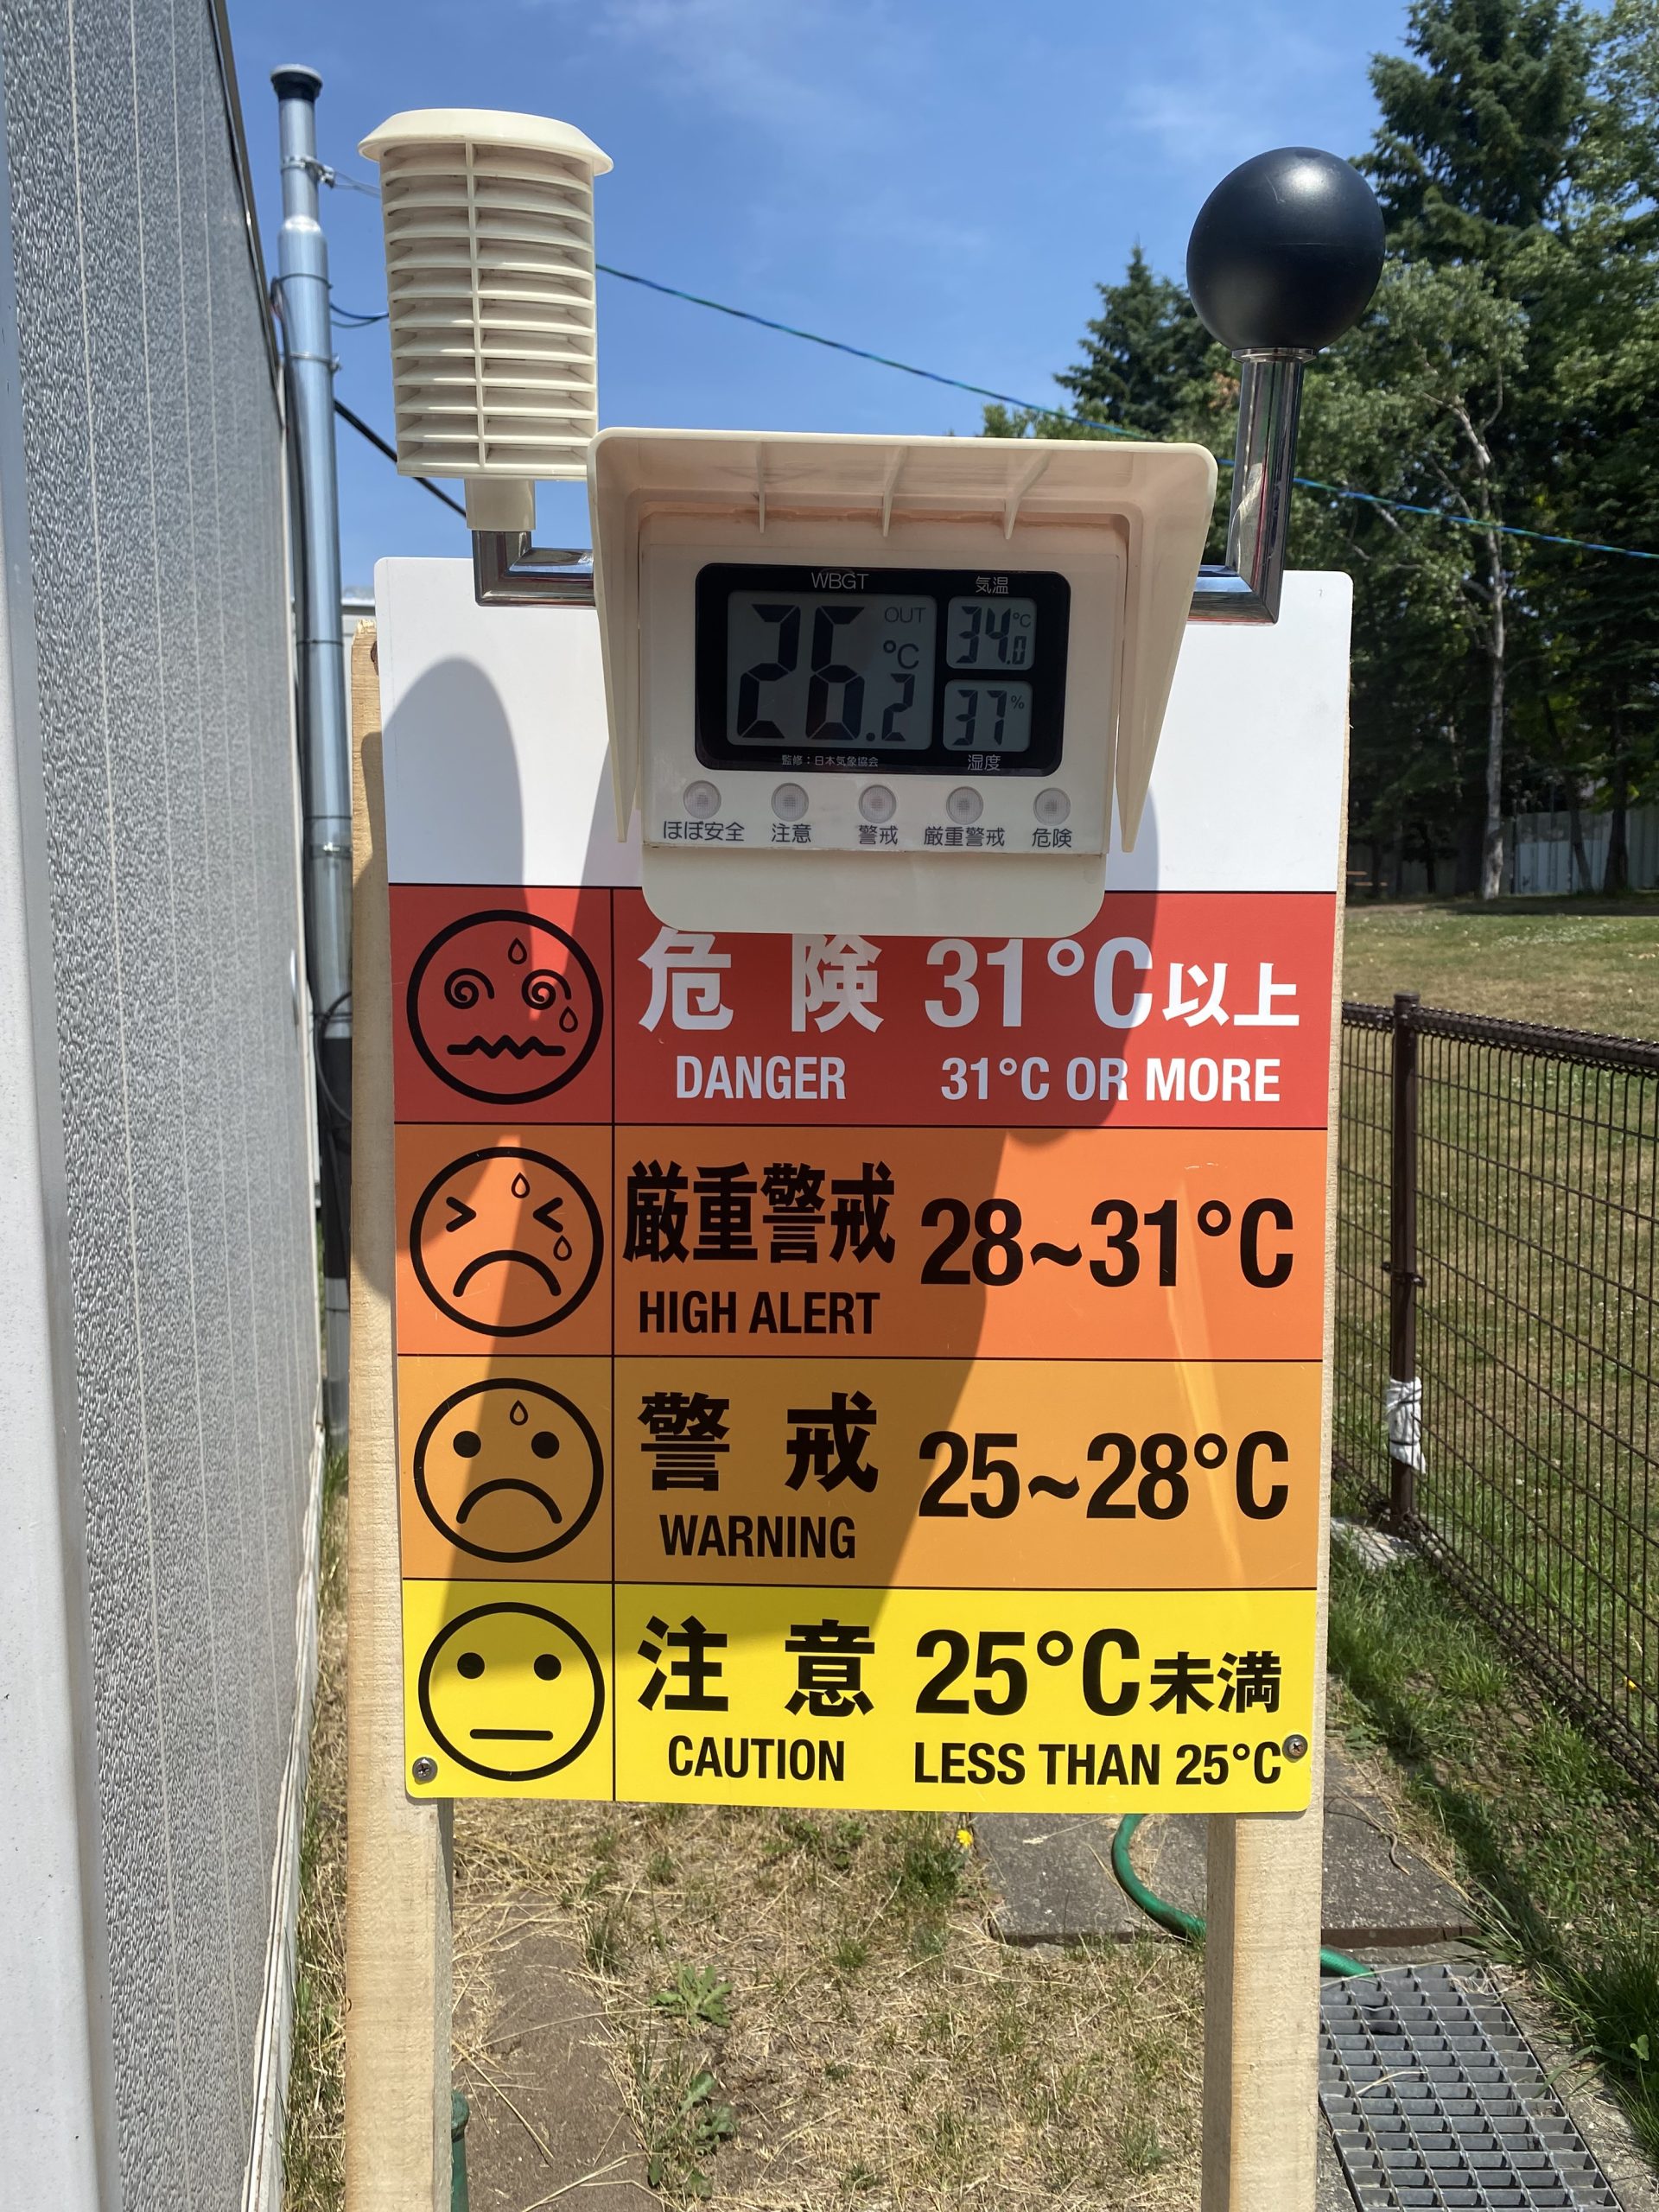 WBGT
気温
OUT
26.2 °C
34.0 °C
37 %
監修：日本気象協会
湿度
ほぼ安全 注意 警戒 厳重警戒 危険
危険 31°C以上
DANGER 31°C OR MORE
厳重警戒 28~31°C
HIGH ALERT
警戒 25~28°C
WARNING
注意 25°C未満
CAUTION LESS THAN 25°C